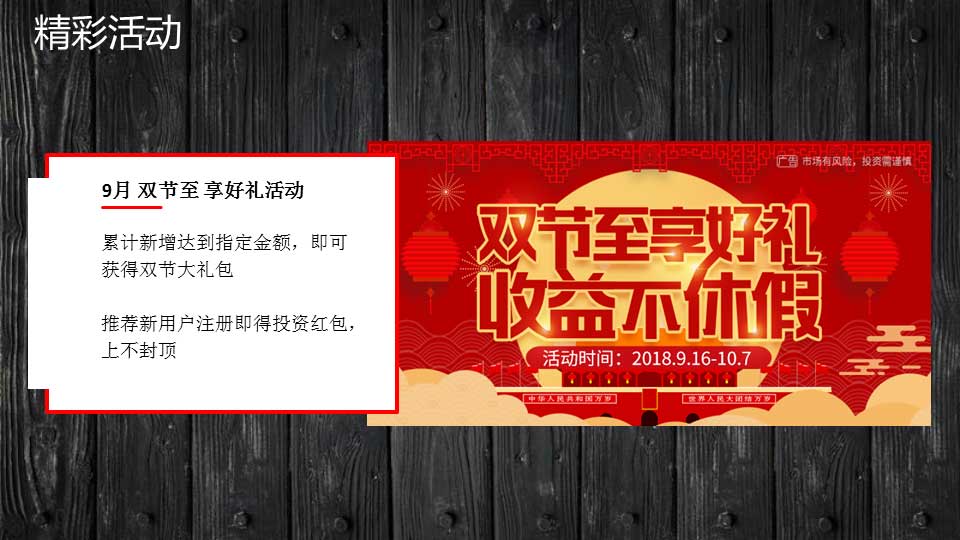 精彩活动
9月 双节至 享好礼活动
累计新增达到指定金额，即可
获得双节大礼包
推荐新用户注册即得投资红包，
上不封顶
广告 市场有风险，投资需谨慎
双节至享好礼
收益不休假
活动时间：2018.9.16-10.7
中华人民共和国万岁
世界人民大团结万岁